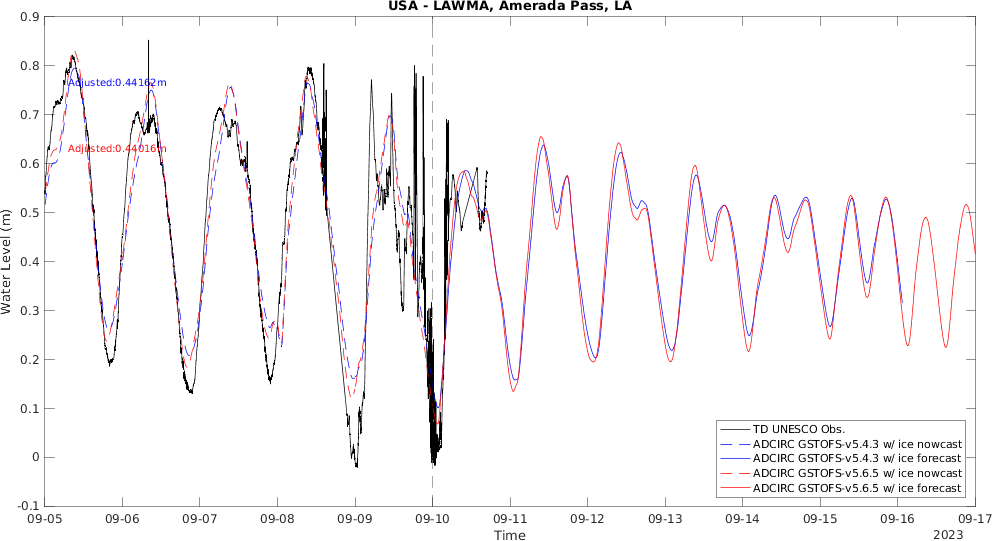 USA - LAWMA, Amerada Pass, LA
0.9
0.8
0.7
0.6
0.5
0.4
0.3
0.2
0.1
0
-0.1
Water Level (m)
Adjusted:0.44162m
Adjusted:0.44016m
TD UNESCO Obs.
ADCIRC GSTOFS-v5.4.3 w/ ice nowcast
ADCIRC GSTOFS-v5.4.3 w/ ice forecast
ADCIRC GSTOFS-v5.6.5 w/ ice nowcast
ADCIRC GSTOFS-v5.6.5 w/ ice forecast
09-05 09-06 09-07 09-08 09-09 09-10 09-11 09-12 09-13 09-14 09-15 09-16 09-17
Time
2023